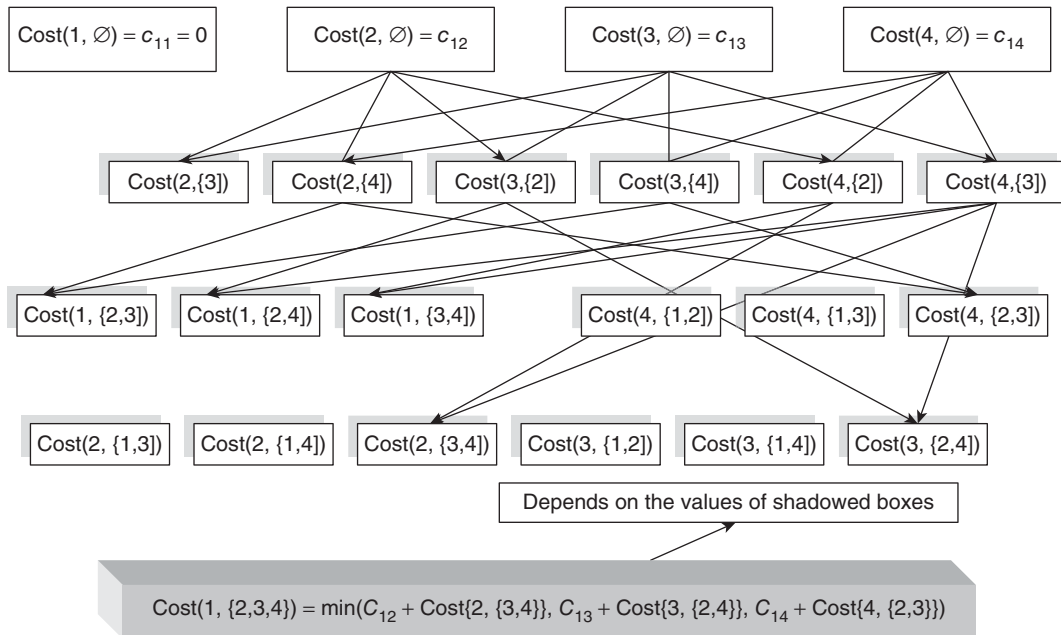 Cost(1, ∅) = c₁₁ = 0
Cost(2, ∅) = c₁₂
Cost(3, ∅) = c₁₃
Cost(4, ∅) = c₁₄
Cost(2,{3])
Cost(2,{4])
Cost(3,{2])
Cost(3,{4])
Cost(4,{2])
Cost(4,{3])
Cost(1, {2,3])
Cost(1, {2,4])
Cost(1, {3,4])
Cost(4, {1,2])
Cost(4, {1,3])
Cost(4, {2,3])
Cost(2, {1,3])
Cost(2, {1,4])
Cost(2, {3,4])
Cost(3, {1,2])
Cost(3, {1,4])
Cost(3, {2,4])
Depends on the values of shadowed boxes
Cost(1, {2,3,4}) = min(C₁₂ + Cost{2, {3,4}}, C₁₃ + Cost{3, {2,4}}, C₁₄ + Cost{4, {2,3}})